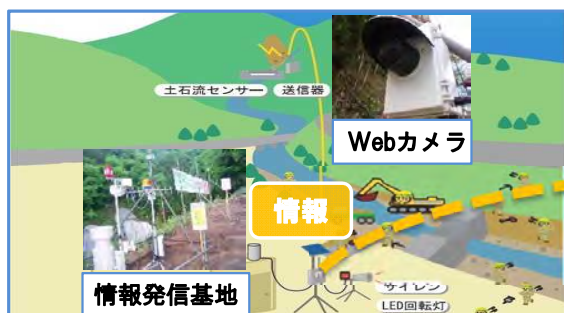 土石流センサー
送信器
Webカメラ
情報
情報発信基地
サイレン
LED回転灯